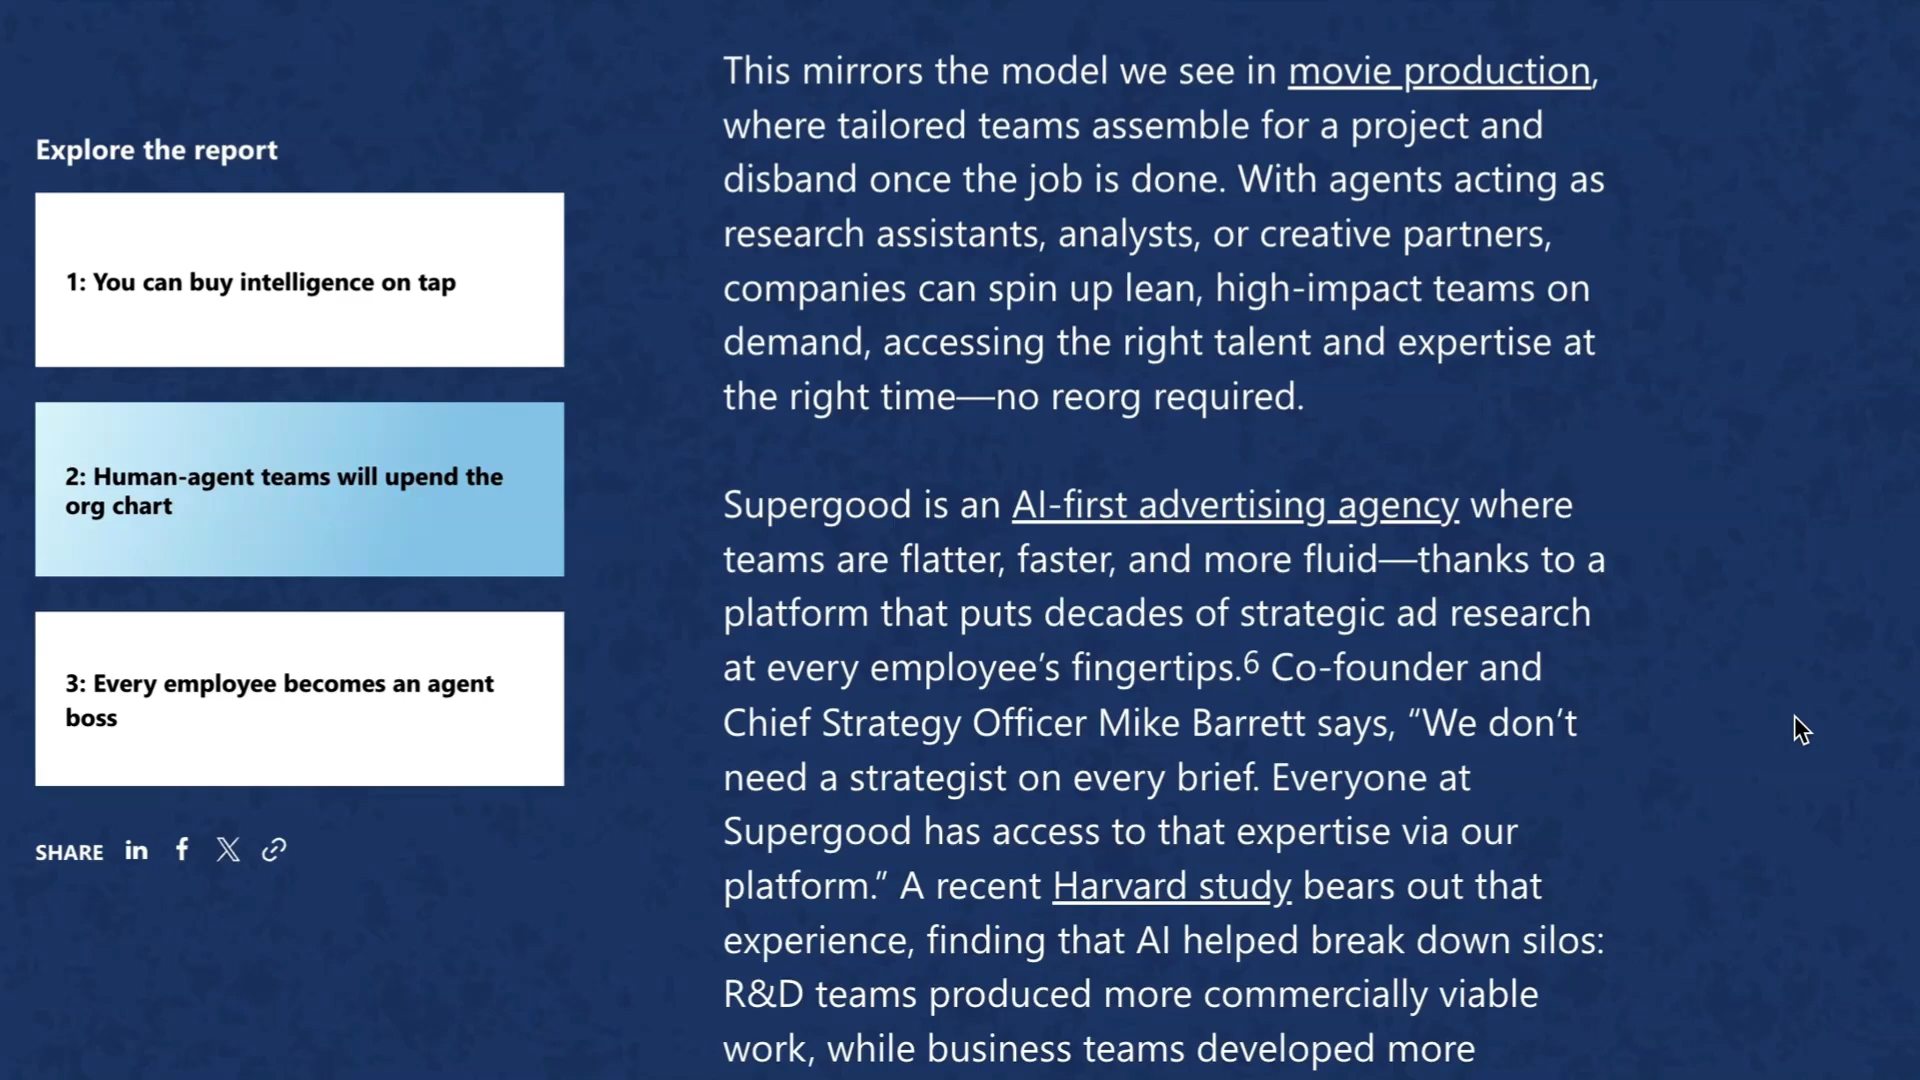 Explore the report
1: You can buy intelligence on tap
2: Human-agent teams will upend the
org chart
3: Every employee becomes an agent
boss
SHARE
This mirrors the model we see in movie production,
where tailored teams assemble for a project and
disband once the job is done. With agents acting as
research assistants, analysts, or creative partners,
companies can spin up lean, high-impact teams on
demand, accessing the right talent and expertise at
the right time—no reorg required.
Supergood is an AI-first advertising agency where
teams are flatter, faster, and more fluid—thanks to a
platform that puts decades of strategic ad research
at every employee’s fingertips.6 Co-founder and
Chief Strategy Officer Mike Barrett says, “We don’t
need a strategist on every brief. Everyone at
Supergood has access to that expertise via our
platform.” A recent Harvard study bears out that
experience, finding that AI helped break down silos:
R&D teams produced more commercially viable
work, while business teams developed more